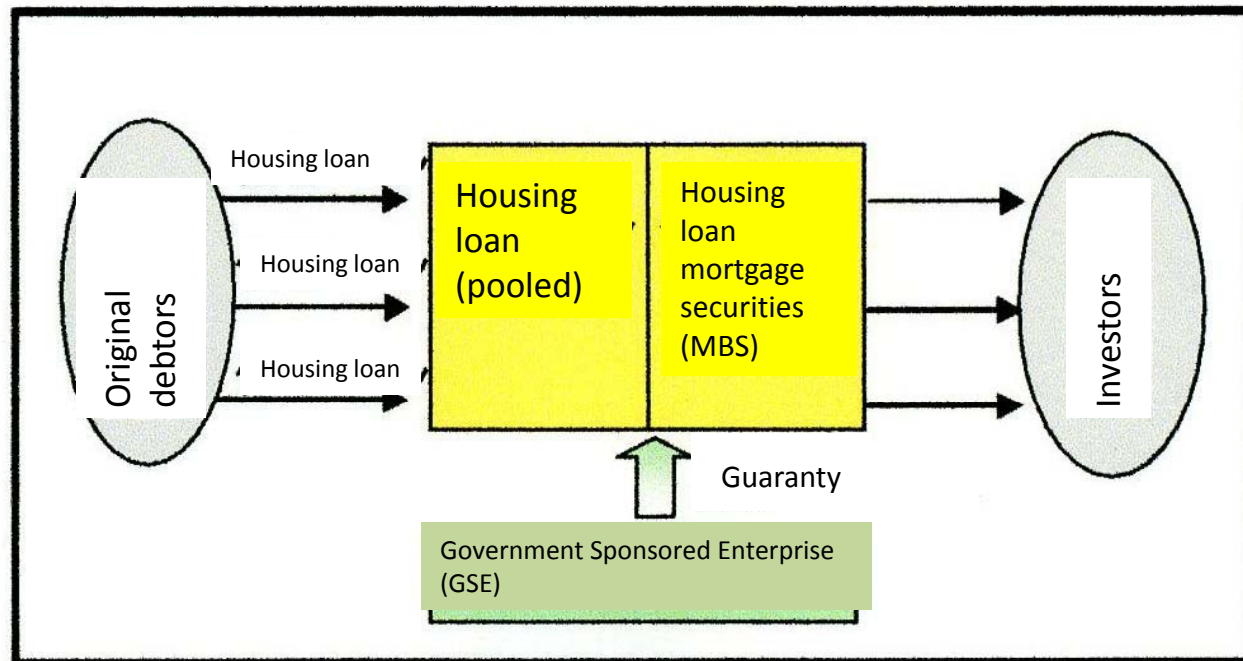 Housing loan
Housing loan
Housing loan
Original
debtors
Housing
loan
(pooled)
Housing
loan
mortgage
securities
(MBS)
Investors
Guaranty
Government Sponsored Enterprise
(GSE)